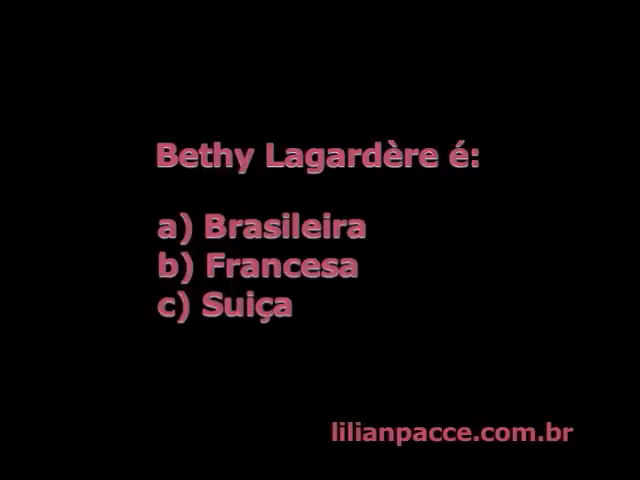 Bethy Lagardère é:
a) Brasileira
b) Francesa
c) Suiça
lilianpacce.com.br